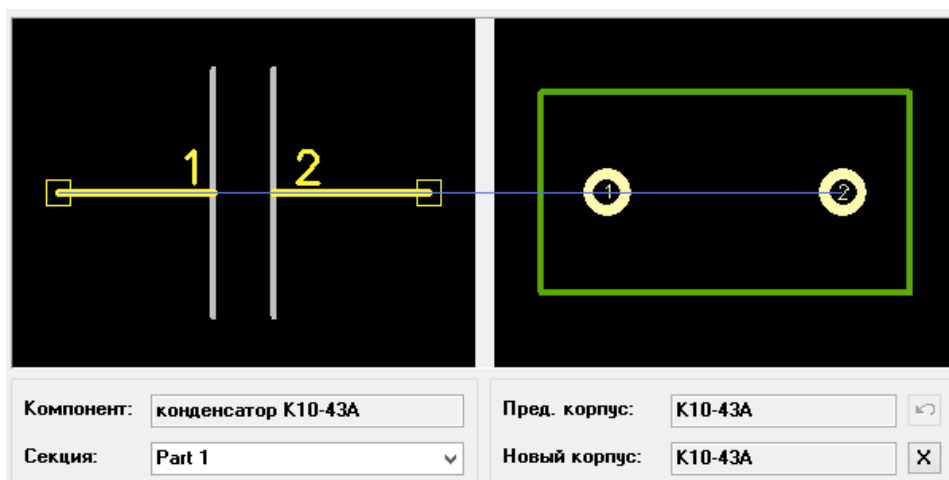 1 2
1 2
Компонент: конденсатор К10-43А
Пред. корпус: К10-43А
Секция: Part 1
Новый корпус: К10-43А X